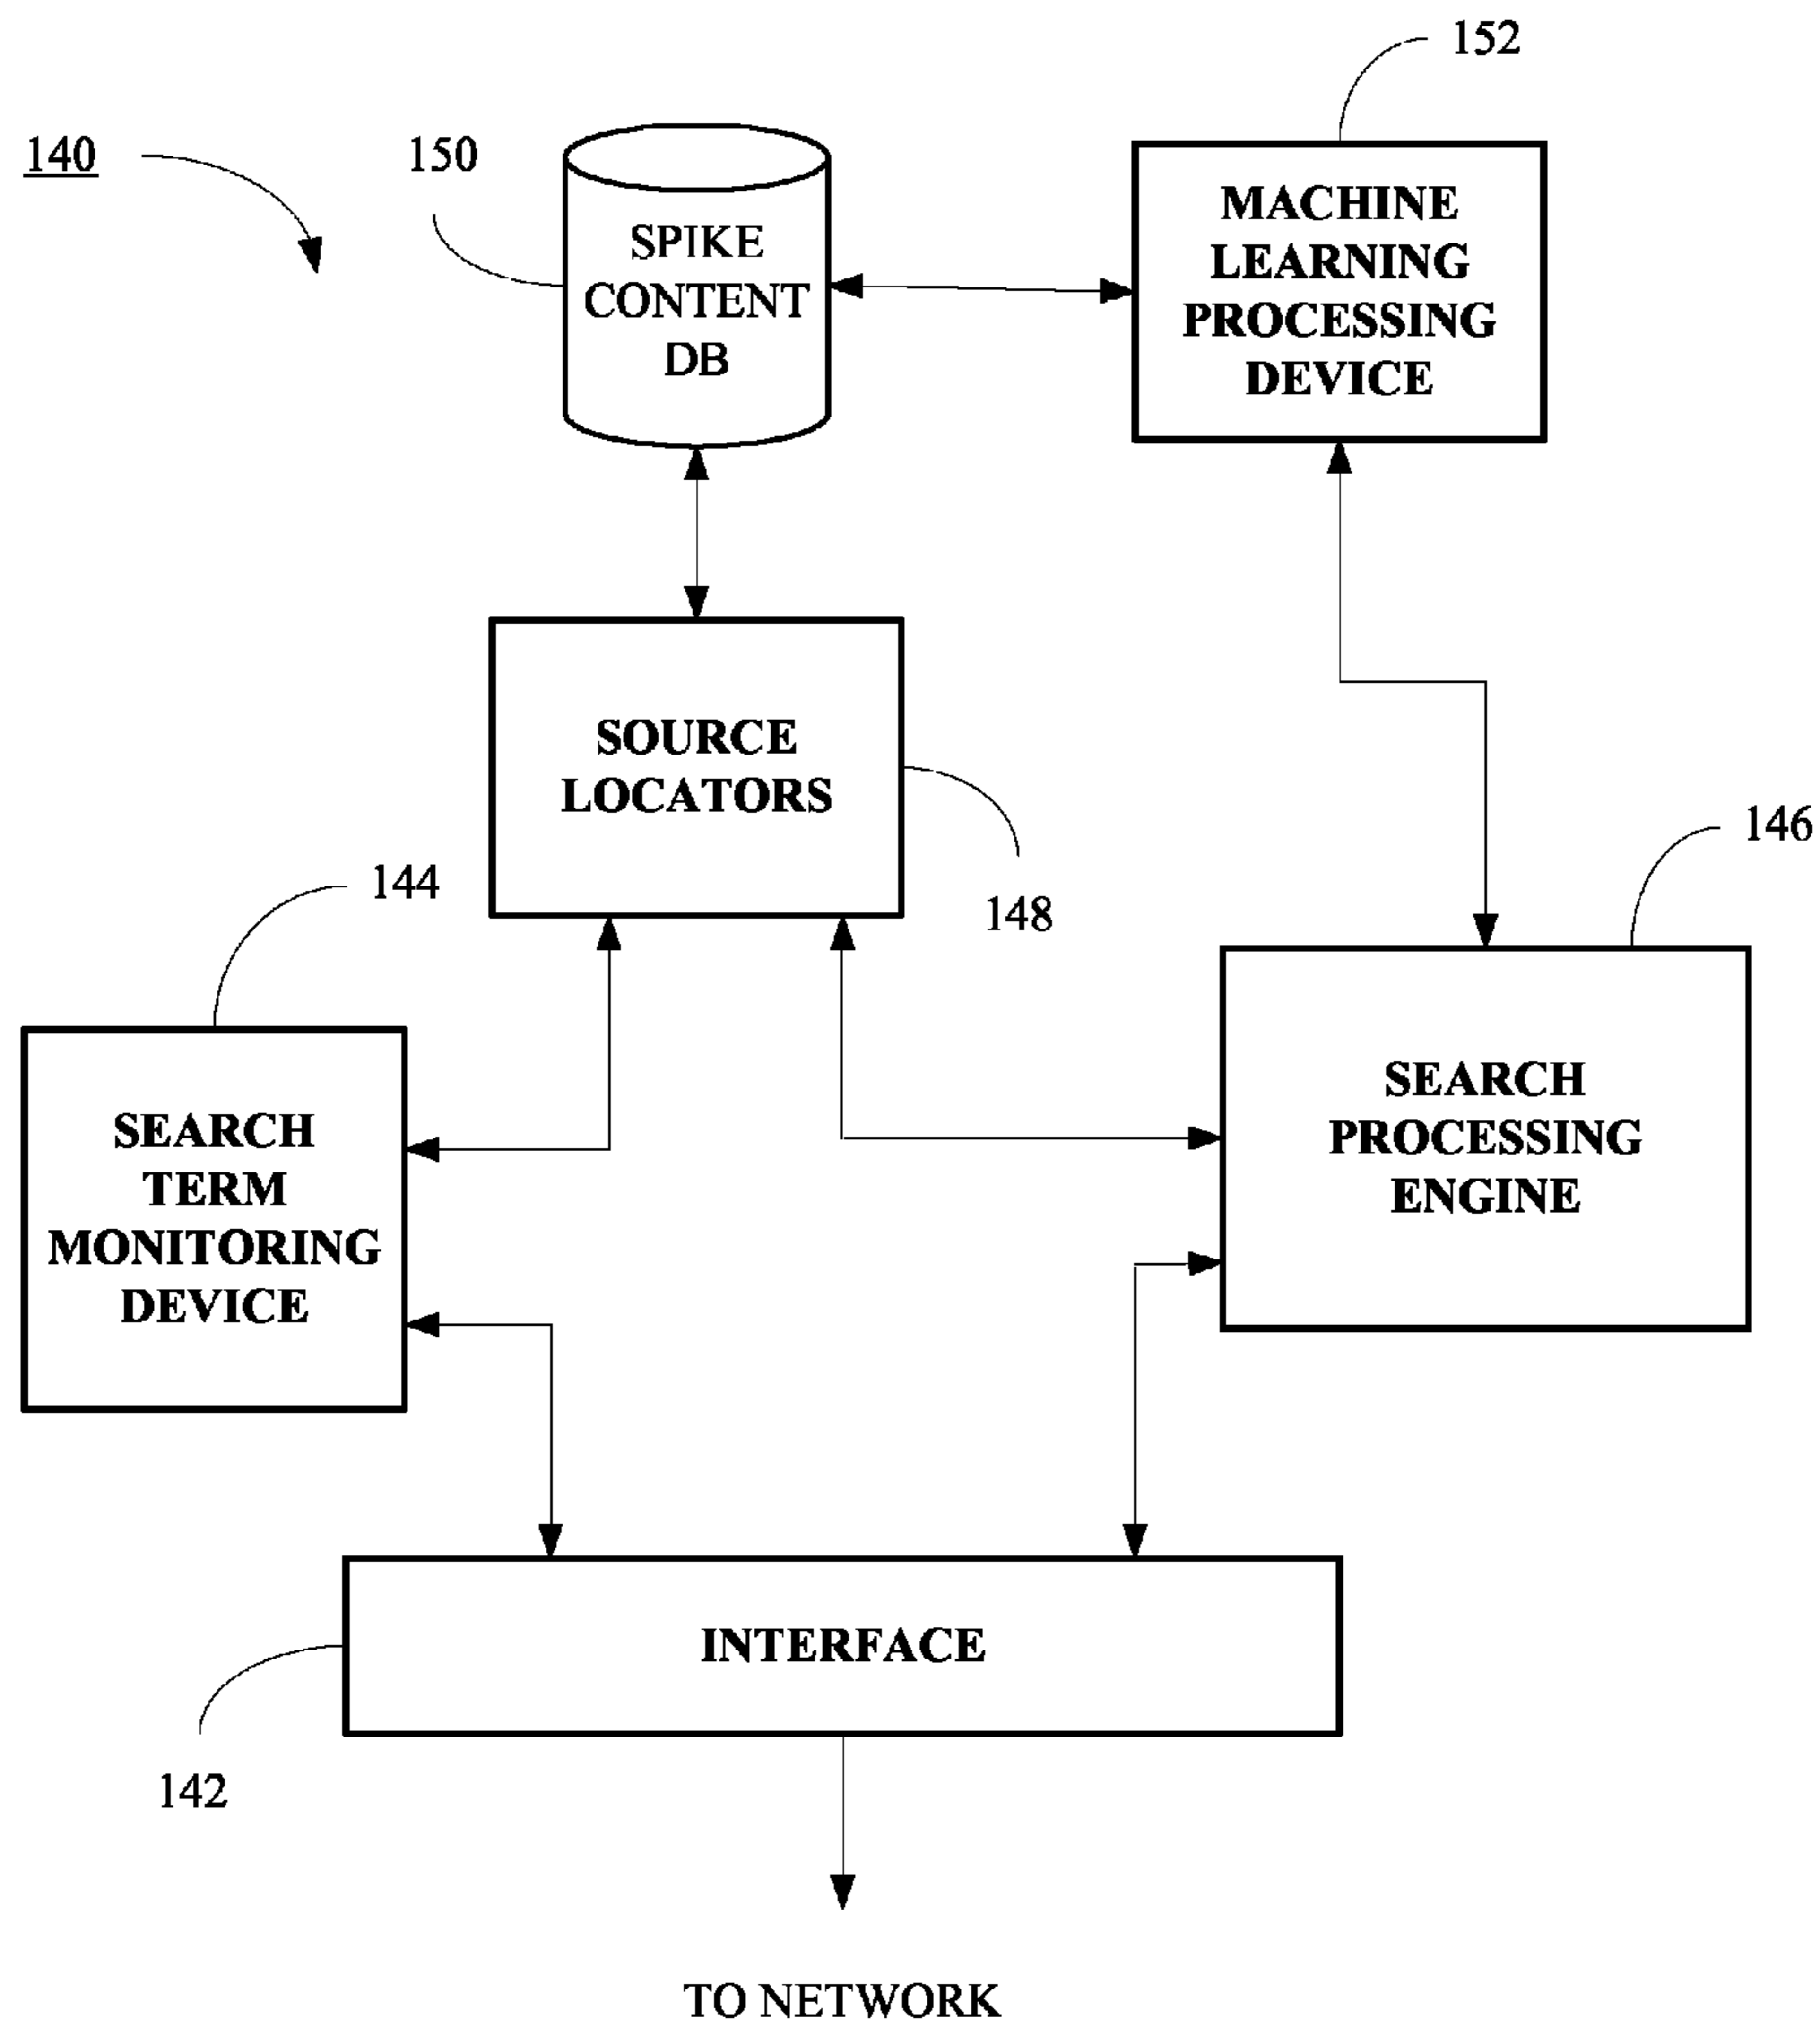 152
140
150
MACHINE
LEARNING
PROCESSING
DEVICE
SPIKE
CONTENT
DB
SOURCE
LOCATORS
146
144
148
SEARCH
PROCESSING
ENGINE
SEARCH
TERM
MONITORING
DEVICE
INTERFACE
142
TO NETWORK